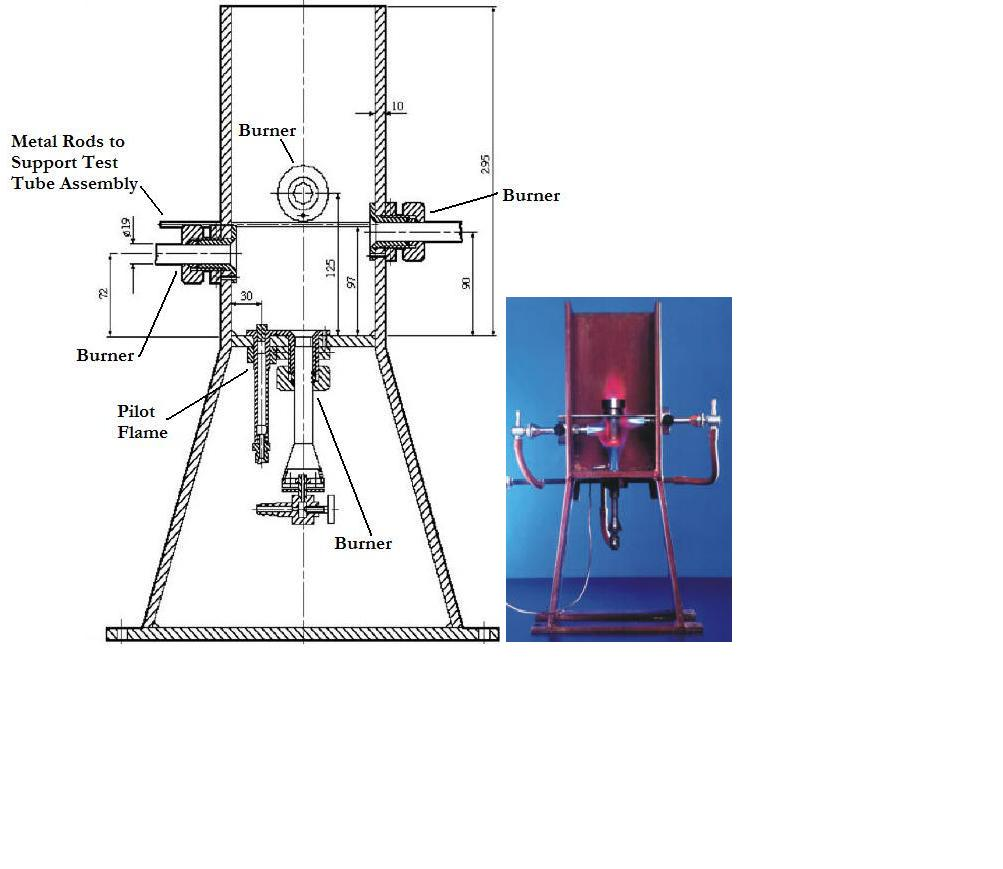 Burner
10
Metal Rods to
Support Test
Tube Assembly
295
Burner
ø19
125
97
90
72
30
Burner
Pilot
Flame
Burner